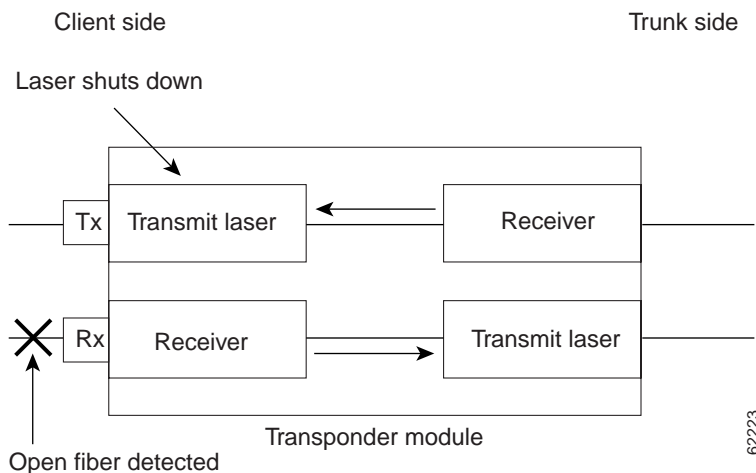 Client side
Trunk side
Laser shuts down
Tx
Transmit laser
Receiver
Rx
Receiver
Transmit laser
Transponder module
Open fiber detected
62223